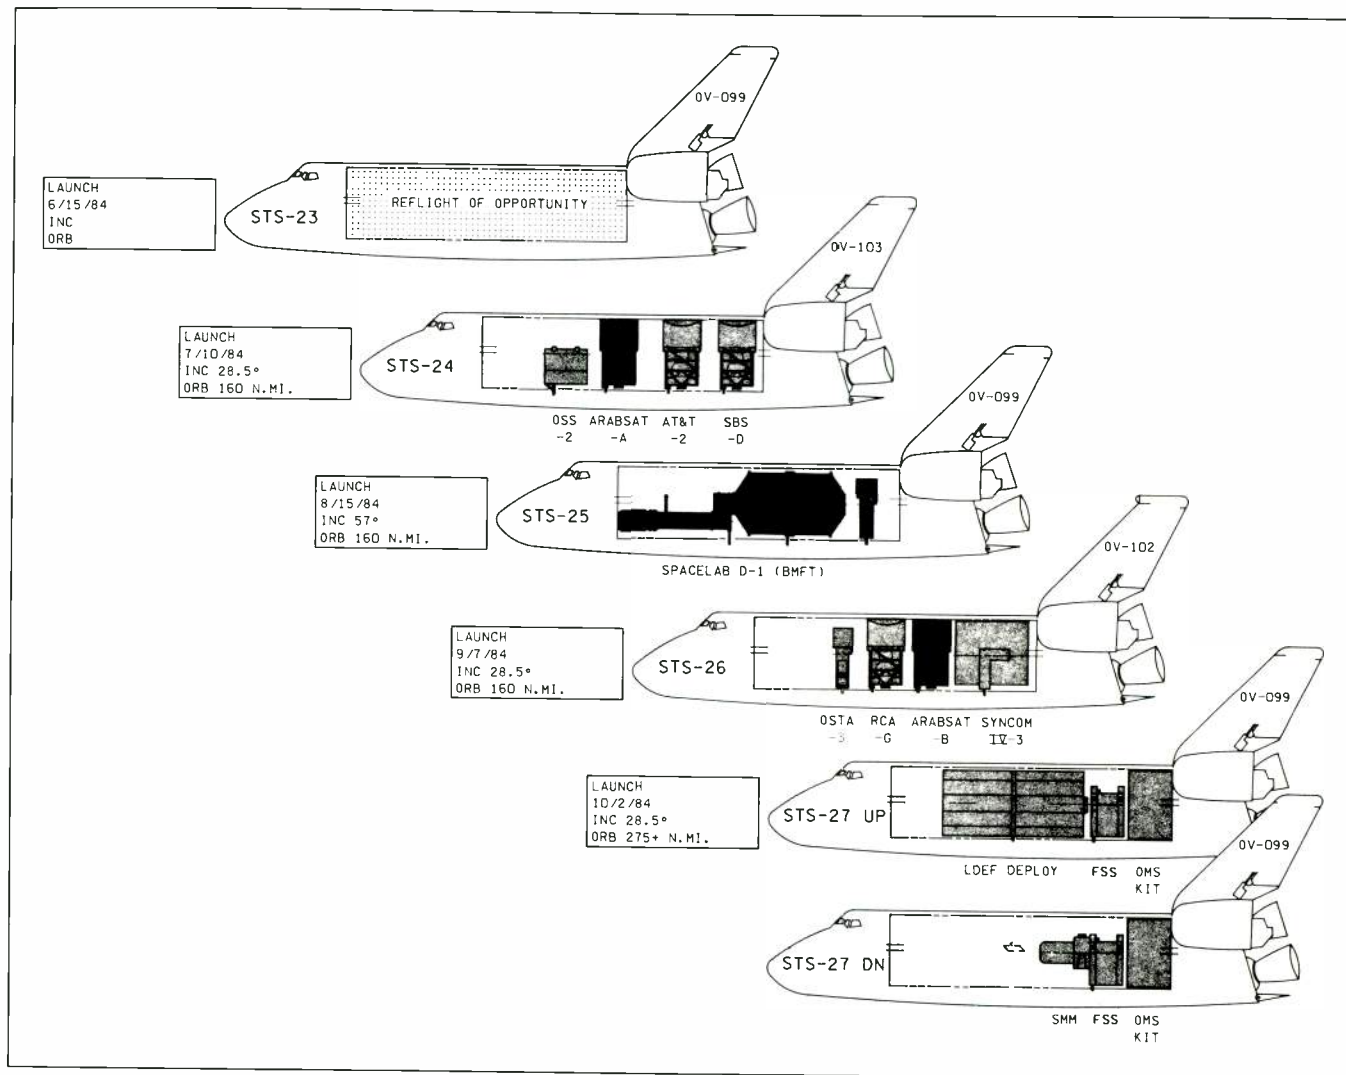 OV-099
LAUNCH
6/15/84
INC
ORB
STS-23
REFLIGHT OF OPPORTUNITY
OV-103
LAUNCH
7/10/84
INC 28.5°
ORB 160 N.MI.
STS-24
OSS ARABSAT AT&T SBS
-2 -A -2 -D
OV-099
LAUNCH
8/15/84
INC 57°
ORB 160 N.MI.
STS-25
SPACELAB D-1 (BMFT)
OV-102
LAUNCH
9/7/84
INC 28.5°
ORB 160 N.MI.
STS-26
OSTA RCA ARABSAT SYNCOM
-3 -G -B IV-3
OV-099
LAUNCH
10/2/84
INC 28.5°
ORB 275+ N.MI.
STS-27 UP
LDEF DEPLOY FSS OMS
KIT
OV-099
STS-27 DN
SMM FSS OMS
KIT